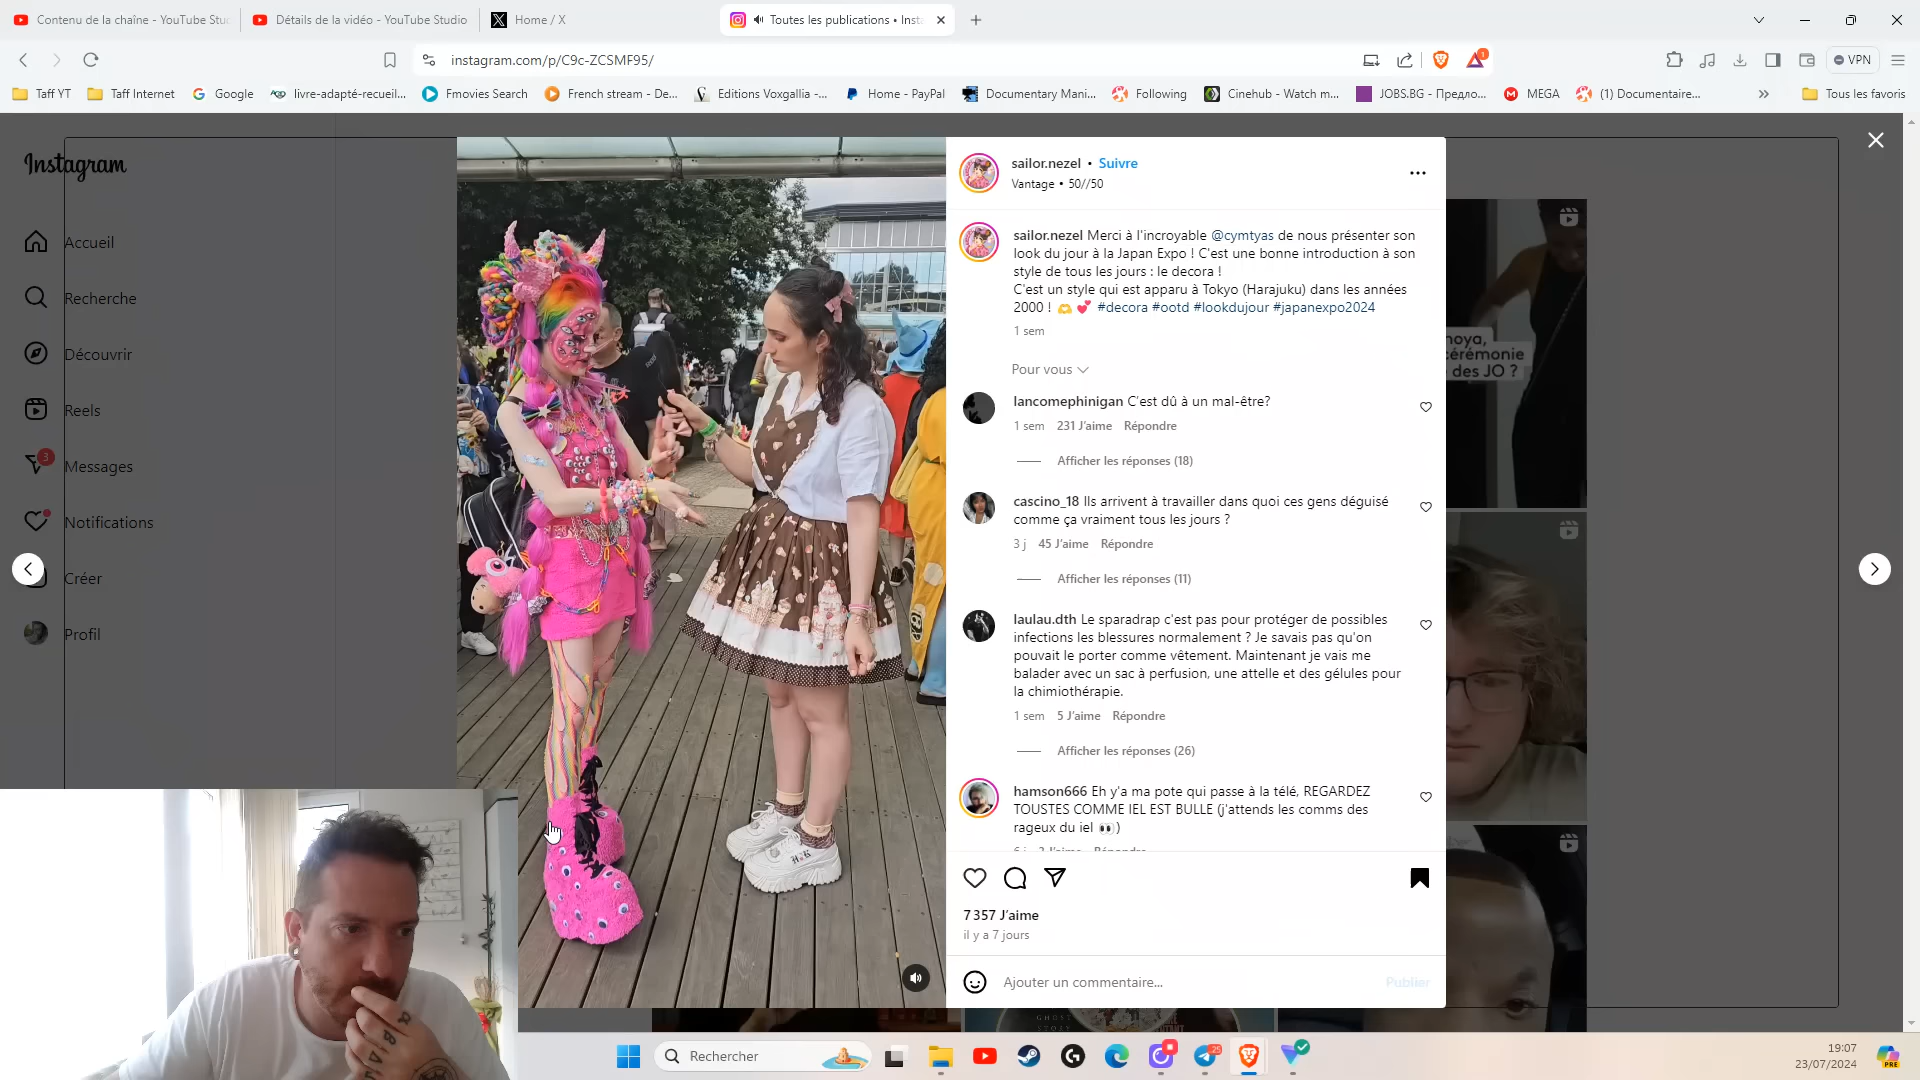 Contenu de la chaîne - YouTube Stu
Détails de la vidéo - YouTube Studio
Home / X
Toutes les publications • Inst
instagram.com/p/C9c-ZCSMF95/
1
VPN
Taff YT
Taff Internet
Google
livre-adapté-recueil...
Fmovies Search
French stream - De...
Editions Voxgallia -...
Home - PayPal
Documentary Mani...
Following
Cinehub - Watch m...
JOBS.BG - Предло...
MEGA
(1) Documentaire...
Tous les favoris
Instagram
Accueil
Recherche
Découvrir
Reels
3
Messages
Notifications
Créer
Profil
sailor.nezel • Suivre
Vantage • 50//50
sailor.nezel Merci à l'incroyable @cymtyas de nous présenter son
look du jour à la Japan Expo ! C'est une bonne introduction à son
style de tous les jours : le decora !
C'est un style qui est apparu à Tokyo (Harajuku) dans les années
2000 ! 🫶 💕 #decora #ootd #lookdujour #japanexpo2024
1 sem
Pour vous
lancomephinigan C'est dû à un mal-être?
1 sem 231 J'aime Répondre
Afficher les réponses (18)
cascino_18 Ils arrivent à travailler dans quoi ces gens déguisé
comme ça vraiment tous les jours ?
3 j 45 J'aime Répondre
Afficher les réponses (11)
laulau.dth Le sparadrap c'est pas pour protéger de possibles
infections les blessures normalement ? Je savais pas qu'on
pouvait le porter comme vêtement. Maintenant je vais me
balader avec un sac à perfusion, une attelle et des gélules pour
la chimiothérapie.
1 sem 5 J'aime Répondre
Afficher les réponses (26)
hamson666 Eh y'a ma pote qui passe à la télé, REGARDEZ
TOUSTES COMME IEL EST BULLE (j'attends les comms des
rageux du iel 👀)
6 j 2 J'aime Répondre
7 357 J'aime
il y a 7 jours
Ajouter un commentaire...
Publier
noya,
cérémonie
des JO ?
GHOST
STORY
Rechercher
25
19:07
23/07/2024
PRE